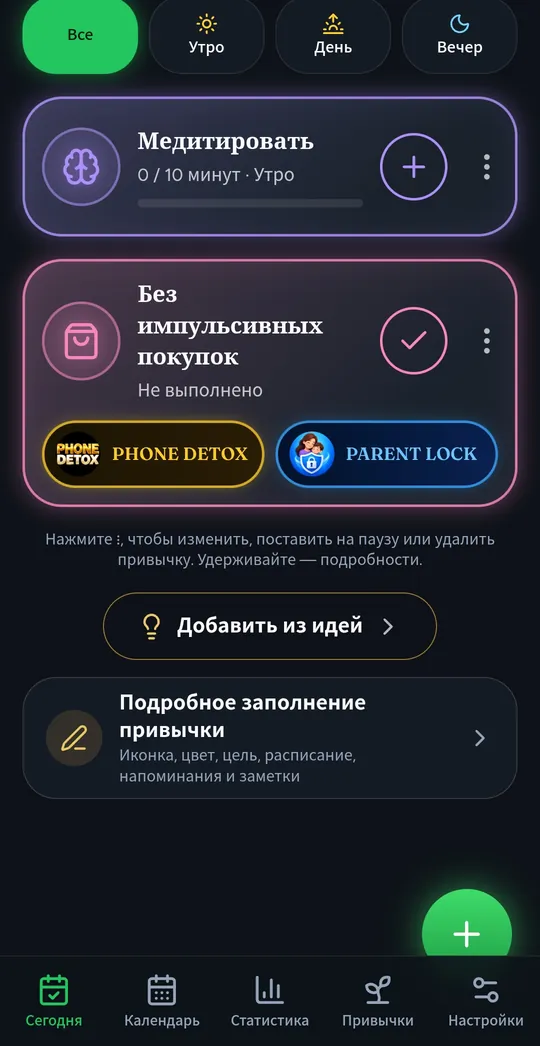 Все
Утро
День
Вечер
Медитировать
0 / 10 минут · Утро
Без
импульсивных
покупок
Не выполнено
PHONE
DETOX
PHONE DETOX
PARENT LOCK
Нажмите ⋮, чтобы изменить, поставить на паузу или удалить
привычку. Удерживайте — подробности.
Добавить из идей
Подробное заполнение
привычки
Иконка, цвет, цель, расписание,
напоминания и заметки
Сегодня
Календарь
Статистика
Привычки
Настройки